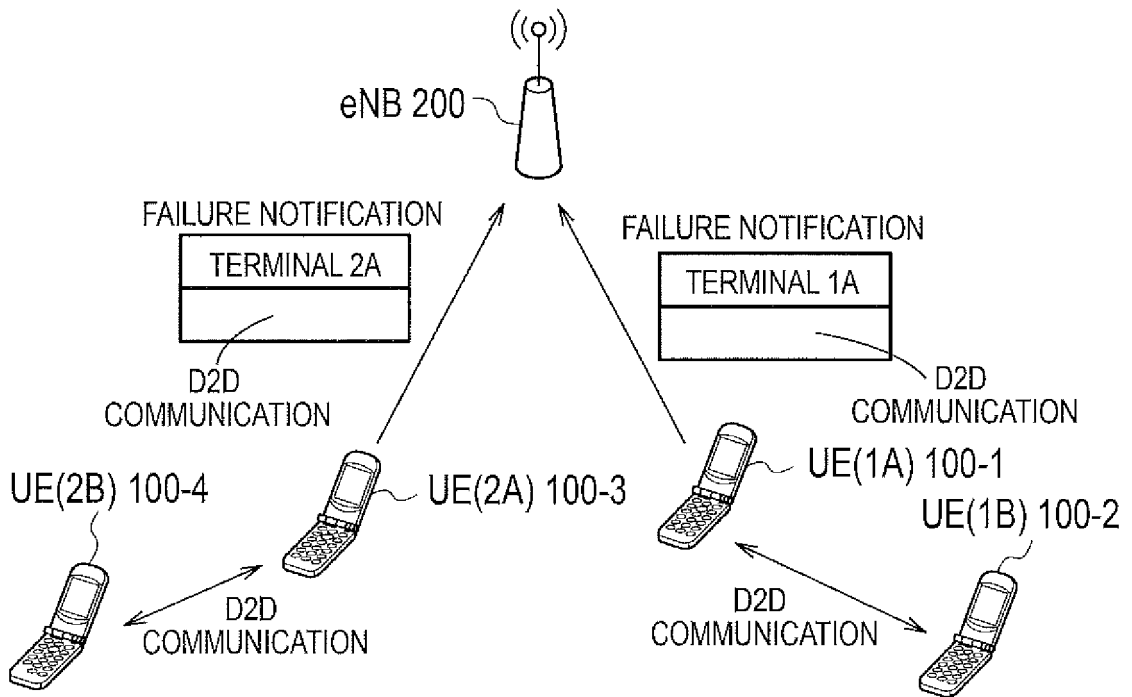 eNB 200
FAILURE NOTIFICATION
TERMINAL 2A
D2D
COMMUNICATION
FAILURE NOTIFICATION
TERMINAL 1A
D2D
COMMUNICATION
UE(2B) 100-4
UE(2A) 100-3
UE(1A) 100-1
UE(1B) 100-2
D2D
COMMUNICATION
D2D
COMMUNICATION